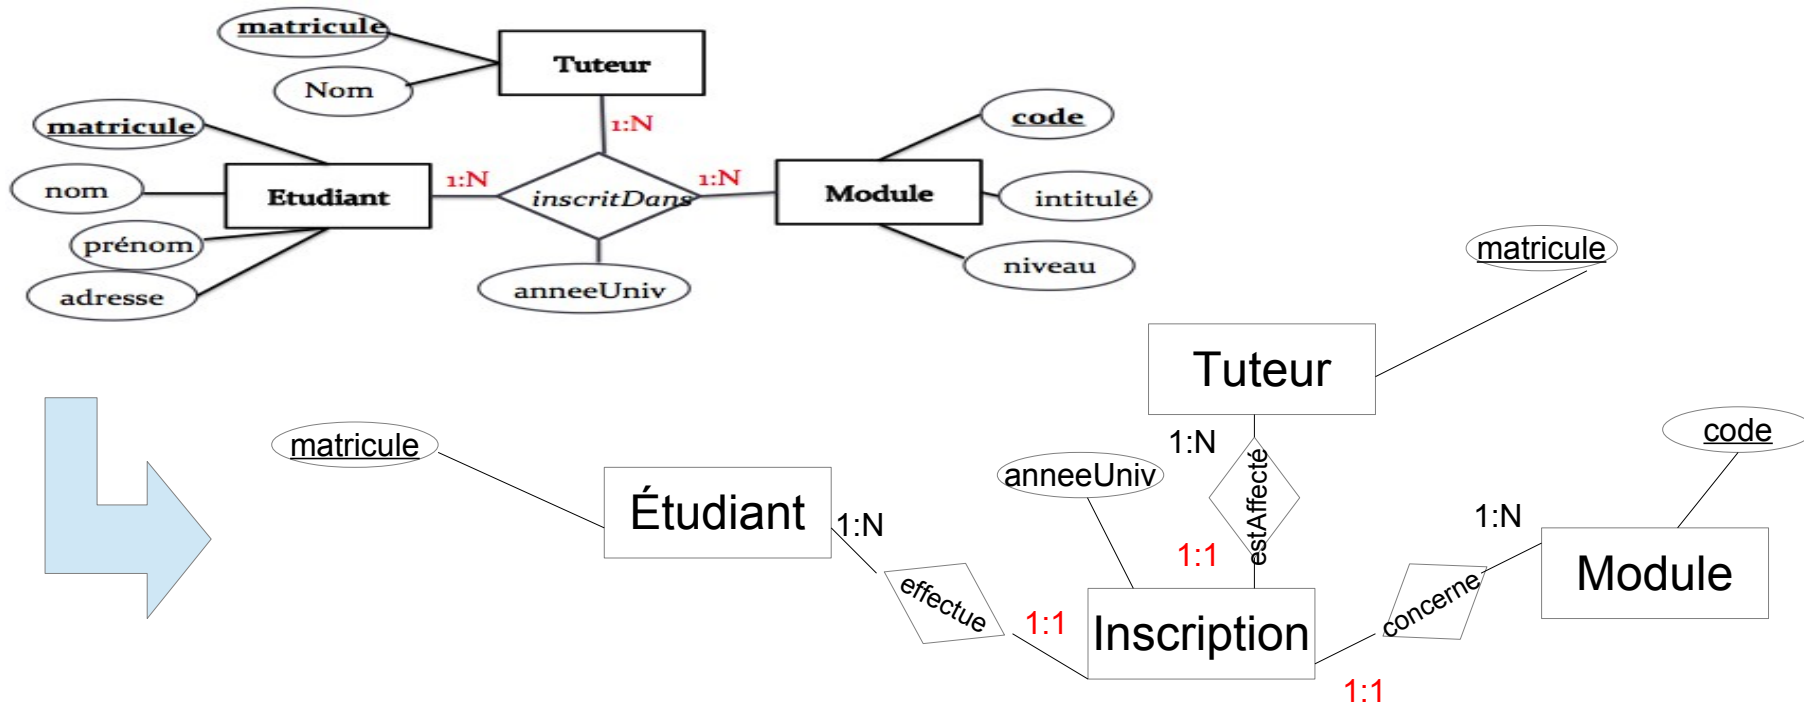 matricule
Tuteur
Nom
matricule
1:N
code
nom
Etudiant
1:N
inscritDans
1:N
Module
intitulé
prénom
adresse
anneeUniv
niveau
matricule
Tuteur
matricule
Étudiant
1:N
anneeUniv
1:N
estAffecté
1:1
code
1:N
Module
effectue
1:1
Inscription
concerne
1:1